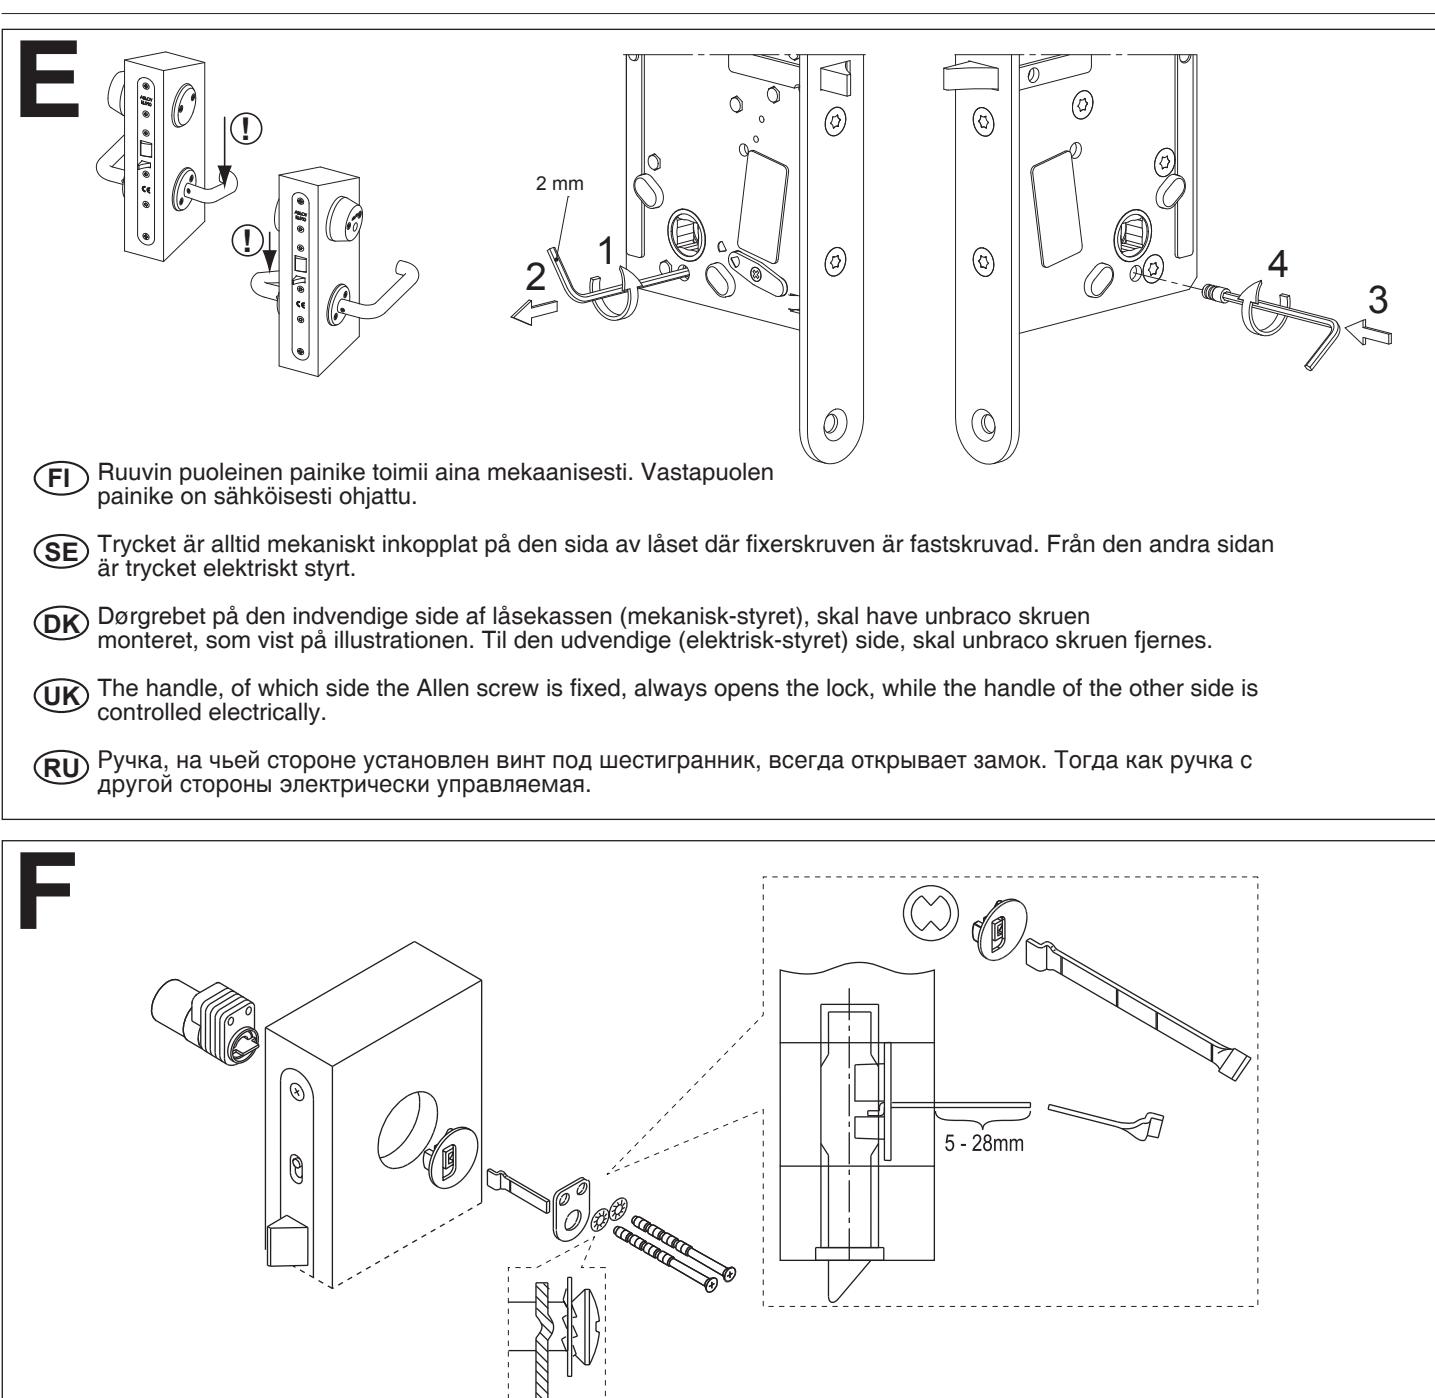 E
!
!
2 mm
1
2
4
3
FI Ruuvin puoleinen painike toimii aina mekaanisesti. Vastapuolen
painike on sähköisesti ohjattu.
SE Trycket är alltid mekaniskt inkopplat på den sida av låset där fixerskruven är fastskruvad. Från den andra sidan
är trycket elektriskt styrt.
DK Dørgrebet på den indvendige side af låsekassen (mekanisk-styret), skal have unbraco skruen
monteret, som vist på illustrationen. Til den udvendige (elektrisk-styret) side, skal unbraco skruen fjernes.
UK The handle, of which side the Allen screw is fixed, always opens the lock, while the handle of the other side is
controlled electrically.
RU Ручка, на чьей стороне установлен винт под шестигранник, всегда открывает замок. Тогда как ручка с
другой стороны электрически управляемая.
F
5 - 28mm